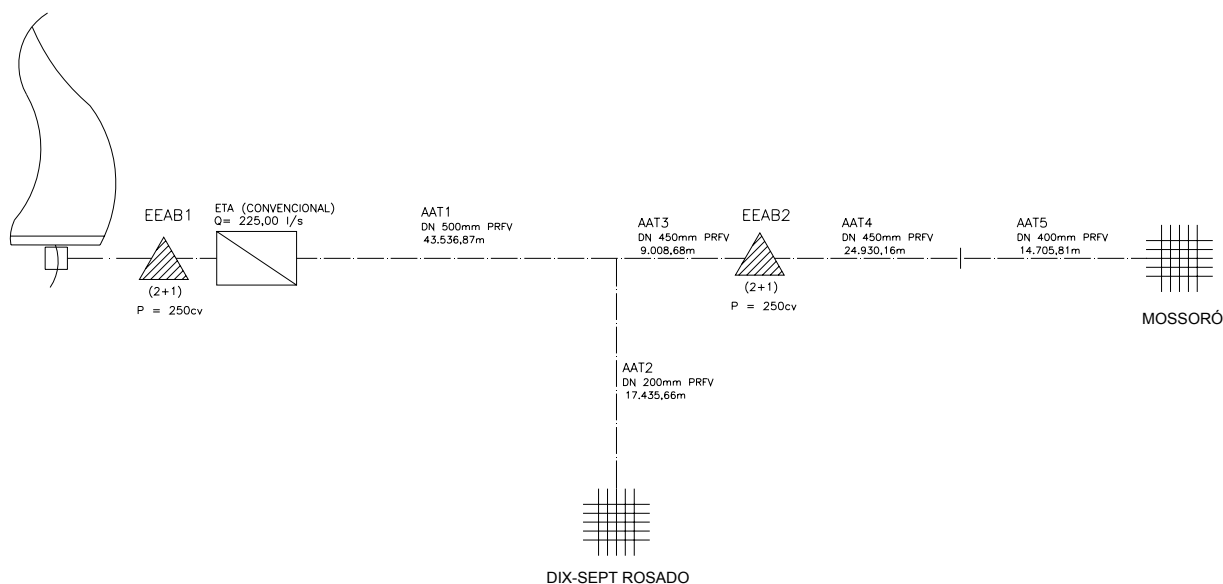 EEAB1
(2+1)
P = 250cv
ETA (CONVENCIONAL)
Q= 225,00 l/s
AAT1
DN 500mm PRFV
43.536,87m
AAT3
DN 450mm PRFV
9.008,68m
EEAB2
(2+1)
P = 250cv
AAT4
DN 450mm PRFV
24.930,16m
AAT5
DN 400mm PRFV
14.705,81m
MOSSORÓ
AAT2
DN 200mm PRFV
17.435,66m
DIX-SEPT ROSADO